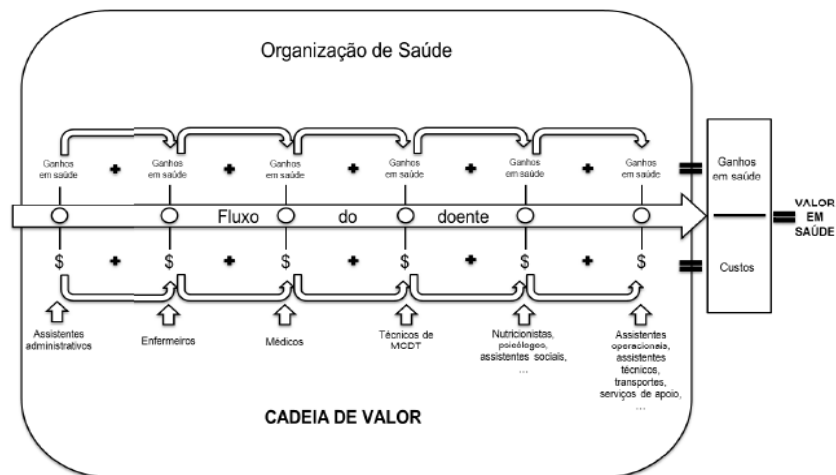 Organização de Saúde
Ganhos em saúde
+
Ganhos em saúde
+
Ganhos em saúde
+
Ganhos em saúde
+
Ganhos em saúde
+
Ganhos em saúde
=
Ganhos em saúde
Fluxo do doente
=
VALOR
EM
SAÚDE
$ + $ + $ + $ + $ + $ = Custos
Assistentes
administrativos
Enfermeiros
Médicos
Técnicos de
MCDT
Nutricionistas,
psicólogos,
assistentes sociais,
...
Assistentes
operacionais,
assistentes
técnicos,
transportes,
serviços de apoio,
...
CADEIA DE VALOR